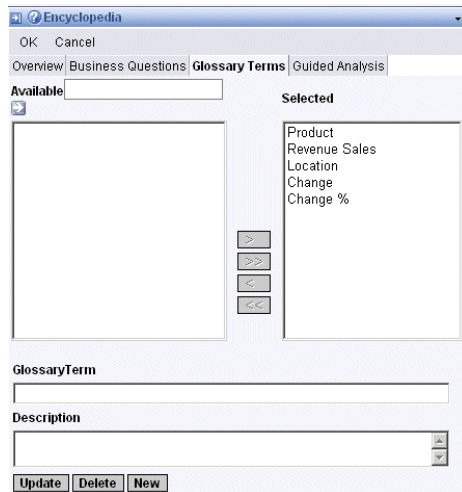 Encyclopedia
OK Cancel
Overview Business Questions Glossary Terms Guided Analysis
Available
Selected
Product
Revenue Sales
Location
Change
Change %
>
>>
<
<<
GlossaryTerm
Description
Update Delete New